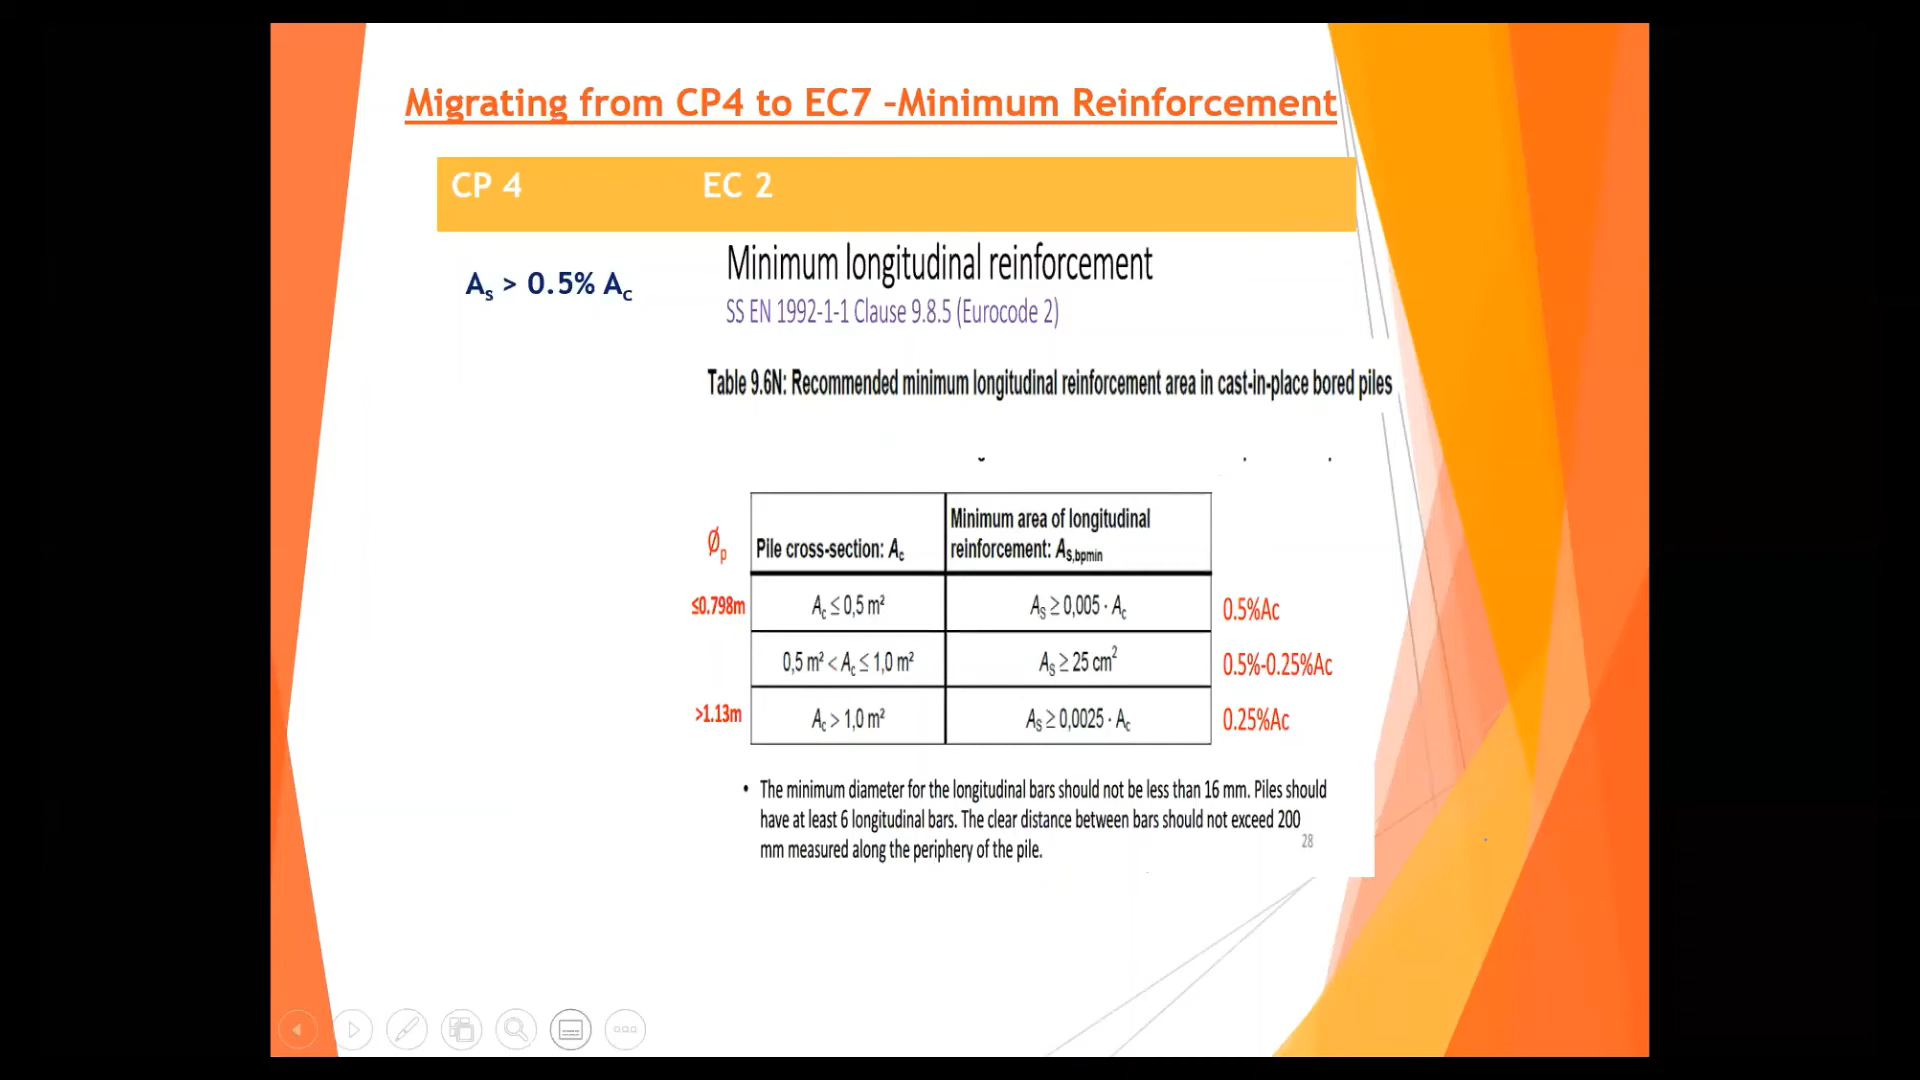 Migrating from CP4 to EC7 –Minimum Reinforcement
CP 4 EC 2
As > 0.5% Ac
Minimum longitudinal reinforcement
SS EN 1992-1-1 Clause 9.8.5 (Eurocode 2)
Table 9.6N: Recommended minimum longitudinal reinforcement area in cast-in-place bored piles
Øp
Pile cross-section: Ac
Minimum area of longitudinal
reinforcement: As,bpmin
≤0.798m Ac ≤ 0,5 m² As ≥ 0,005 · Ac 0.5%Ac
0,5 m² < Ac ≤ 1,0 m² As ≥ 25 cm² 0.5%-0.25%Ac
>1.13m Ac > 1,0 m² As ≥ 0,0025 · Ac 0.25%Ac
• The minimum diameter for the longitudinal bars should not be less than 16 mm. Piles should
have at least 6 longitudinal bars. The clear distance between bars should not exceed 200
mm measured along the periphery of the pile.
28